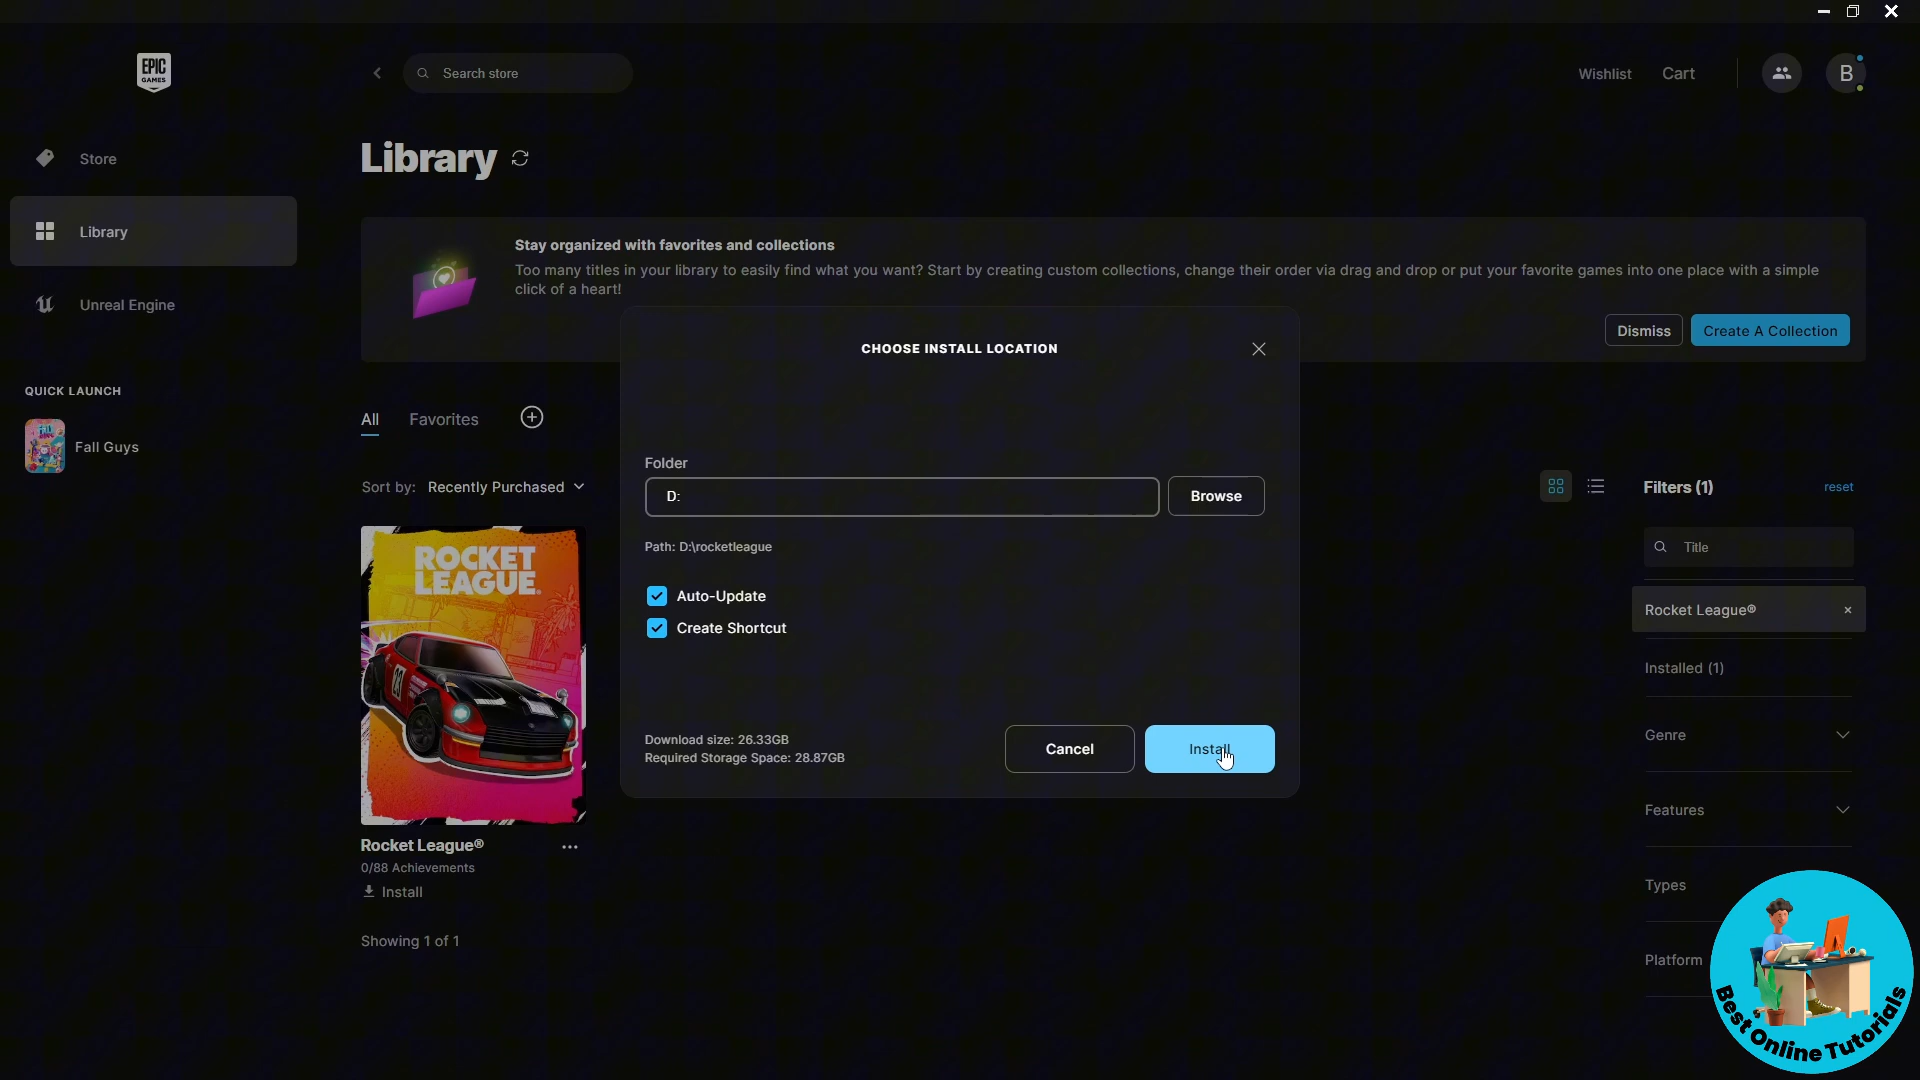 EPIC
GAMES
Search store
Wishlist
Cart
B
Store
Library
Unreal Engine
QUICK LAUNCH
Fall Guys
Library
Stay organized with favorites and collections
Too many titles in your library to easily find what you want? Start by creating custom collections, change their order via drag and drop or put your favorite games into one place with a simple
click of a heart!
Dismiss
Create A Collection
All
Favorites
Sort by: Recently Purchased
ROCKET
LEAGUE
23
Rocket League®
0/88 Achievements
Install
Showing 1 of 1
CHOOSE INSTALL LOCATION
Folder
D:
Browse
Path: D:\rocketleague
Auto-Update
Create Shortcut
Download size: 26.33GB
Required Storage Space: 28.87GB
Cancel
Install
Filters (1)
reset
Title
Rocket League®
Installed (1)
Genre
Features
Types
Platform
Best Online Tutorials